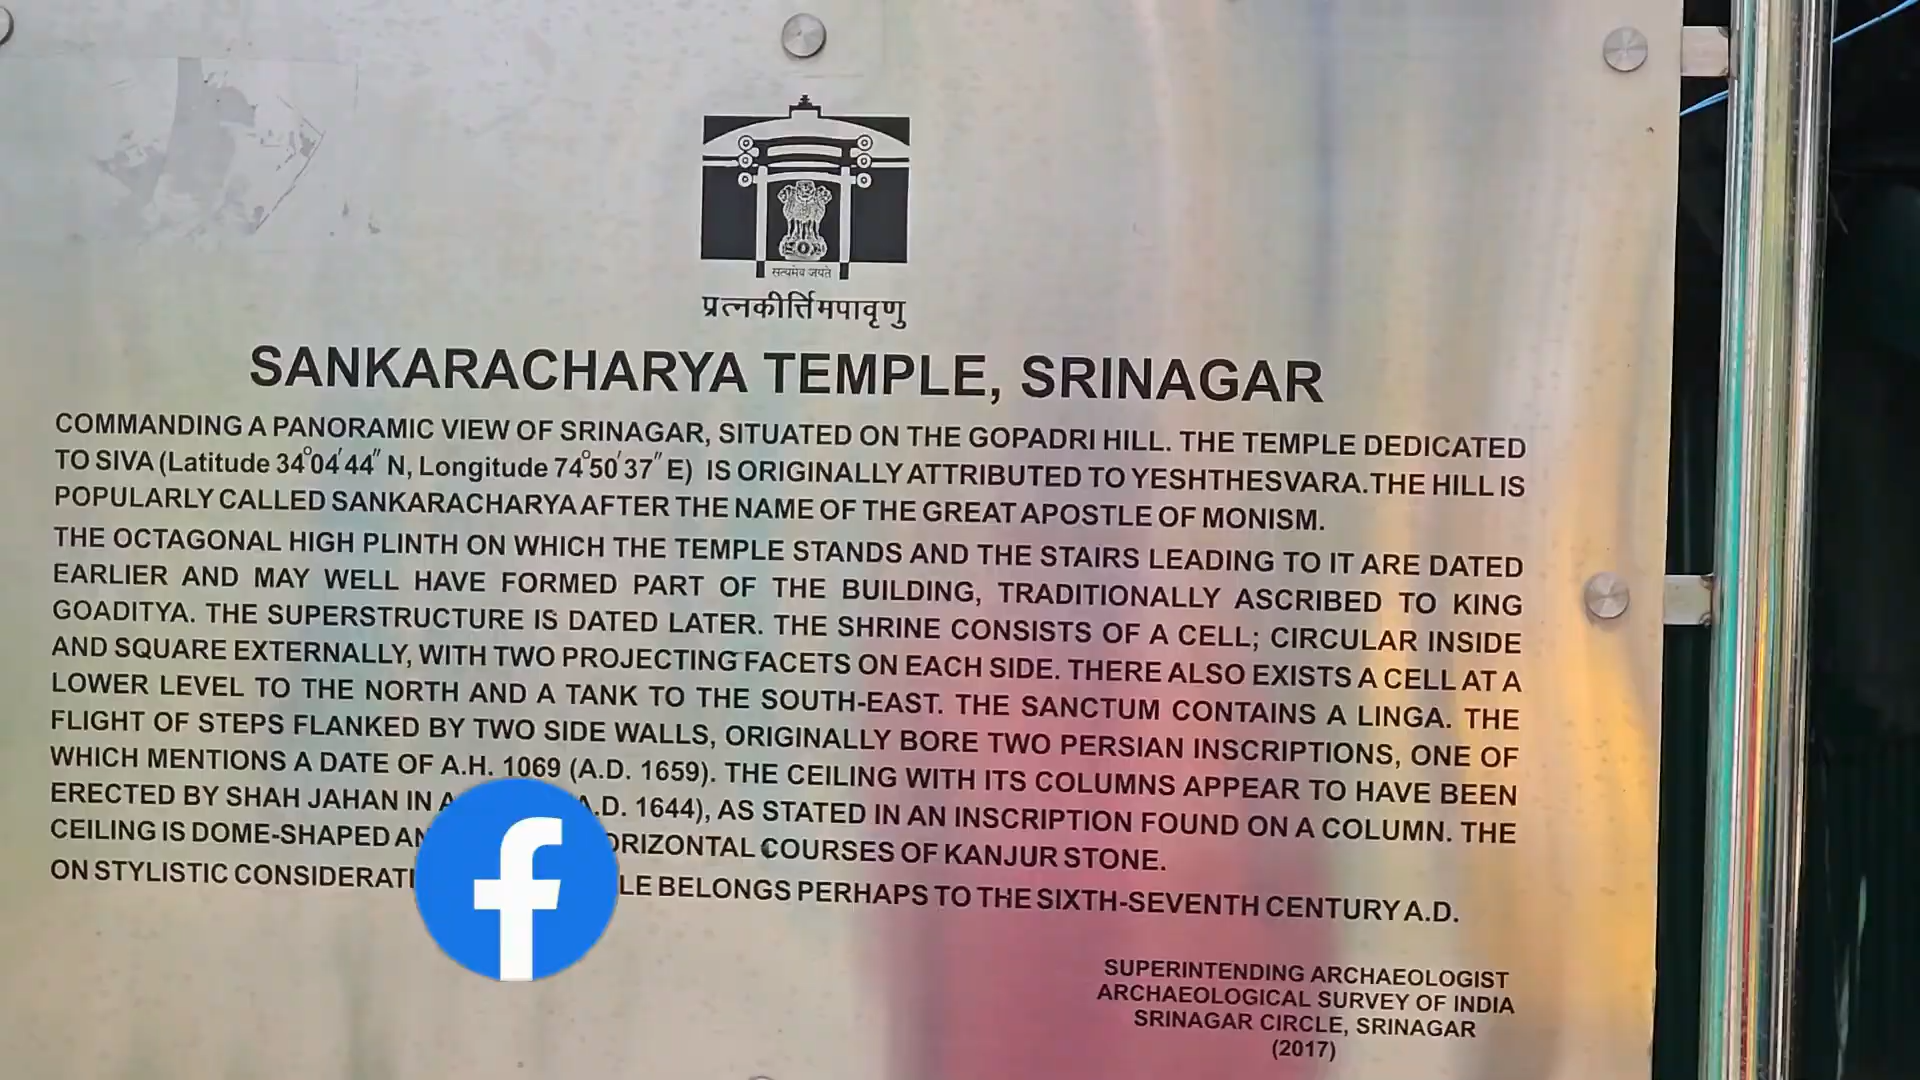 सत्यमेव जयते
प्रत्नकीर्त्तिमपावृणु
SANKARACHARYA TEMPLE, SRINAGAR
COMMANDING A PANORAMIC VIEW OF SRINAGAR, SITUATED ON THE GOPADRI HILL. THE TEMPLE DEDICATED
TO SIVA (Latitude 34°04′44″ N, Longitude 74°50′37″ E) IS ORIGINALLY ATTRIBUTED TO YESHTHESVARA. THE HILL IS
POPULARLY CALLED SANKARACHARYA AFTER THE NAME OF THE GREAT APOSTLE OF MONISM.
THE OCTAGONAL HIGH PLINTH ON WHICH THE TEMPLE STANDS AND THE STAIRS LEADING TO IT ARE DATED
EARLIER AND MAY WELL HAVE FORMED PART OF THE BUILDING, TRADITIONALLY ASCRIBED TO KING
GOADITYA. THE SUPERSTRUCTURE IS DATED LATER. THE SHRINE CONSISTS OF A CELL; CIRCULAR INSIDE
AND SQUARE EXTERNALLY, WITH TWO PROJECTING FACETS ON EACH SIDE. THERE ALSO EXISTS A CELL AT A
LOWER LEVEL TO THE NORTH AND A TANK TO THE SOUTH-EAST. THE SANCTUM CONTAINS A LINGA. THE
FLIGHT OF STEPS FLANKED BY TWO SIDE WALLS, ORIGINALLY BORE TWO PERSIAN INSCRIPTIONS, ONE OF
WHICH MENTIONS A DATE OF A.H. 1069 (A.D. 1659). THE CEILING WITH ITS COLUMNS APPEAR TO HAVE BEEN
ERECTED BY SHAH JAHAN IN A.D. 1644), AS STATED IN AN INSCRIPTION FOUND ON A COLUMN. THE
CEILING IS DOME-SHAPED COURSES OF KANJUR STONE.
ON STYLISTIC BELONGS PERHAPS TO THE SIXTH-SEVENTH CENTURY A.D.
SUPERINTENDING ARCHAEOLOGIST
ARCHAEOLOGICAL SURVEY OF INDIA
SRINAGAR CIRCLE, SRINAGAR
(2017)